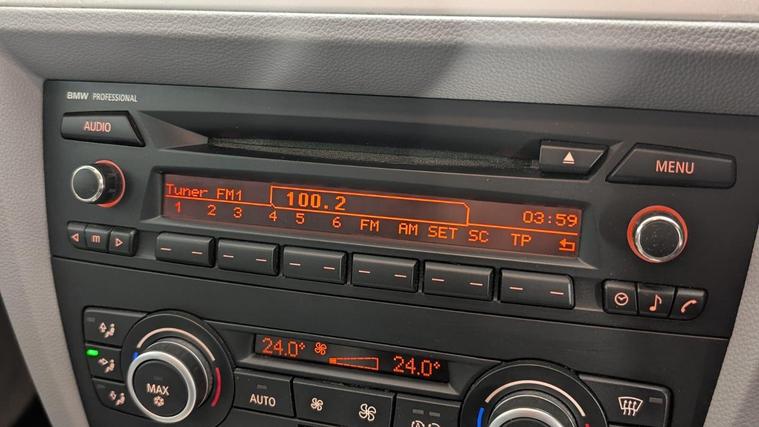 BMW PROFESSIONAL
AUDIO
MENU
Tuner FM1 100.2 03:59
1 2 3 4 5 6 FM AM SET SC TP
m
24.0° 24.0°
MAX
AUTO